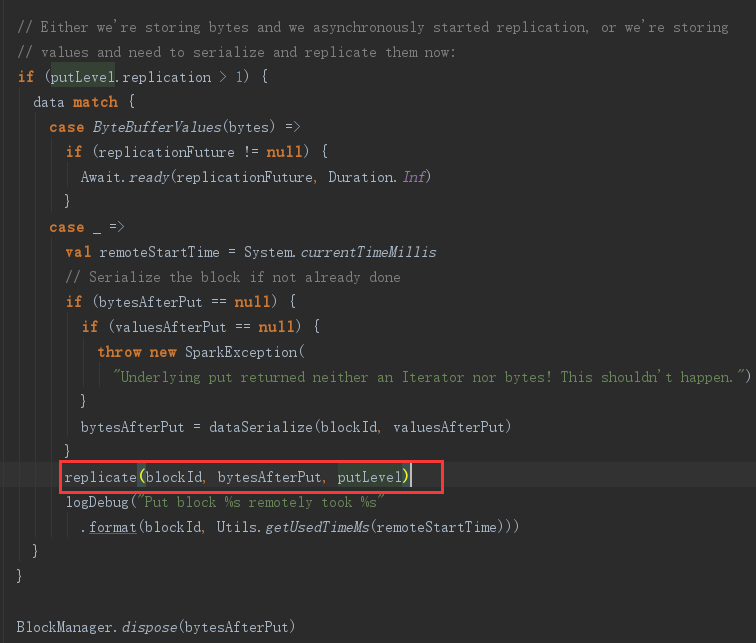 // Either we're storing bytes and we asynchronously started replication, or we're storing
// values and need to serialize and replicate them now:
if (putLevel.replication > 1) {
data match {
case ByteBufferValues(bytes) =>
if (replicationFuture != null) {
Await.ready(replicationFuture, Duration.Inf)
}
case _ =>
val remoteStartTime = System.currentTimeMillis
// Serialize the block if not already done
if (bytesAfterPut == null) {
if (valuesAfterPut == null) {
throw new SparkException(
"Underlying put returned neither an Iterator nor bytes! This shouldn't happen.")
}
bytesAfterPut = dataSerialize(blockId, valuesAfterPut)
}
replicate(blockId, bytesAfterPut, putLevel)
logDebug("Put block %s remotely took %s"
.format(blockId, Utils.getUsedTimeMs(remoteStartTime)))
}
}
BlockManager.dispose(bytesAfterPut)